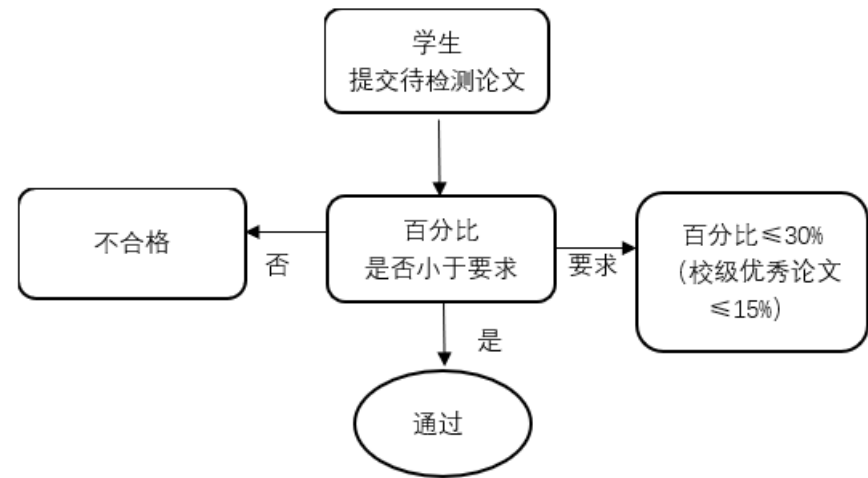 学生
提交待检测论文
不合格
否
百分比
是否小于要求
要求
百分比≤30%
（校级优秀论文
≤15%）
是
通过